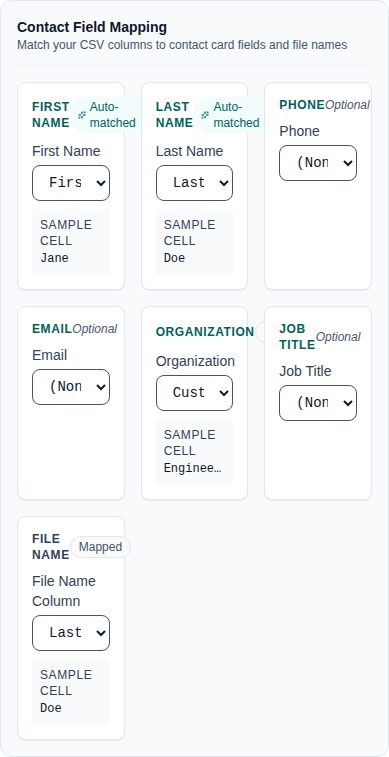 Contact Field Mapping
Match your CSV columns to contact card fields and file names
FIRST NAME
Auto-matched
First Name
Firs
SAMPLE CELL
Jane
LAST NAME
Auto-matched
Last Name
Last
SAMPLE CELL
Doe
PHONE Optional
Phone
(Non
EMAIL Optional
Email
(Non
ORGANIZATION
Organization
Cust
SAMPLE CELL
Enginee…
JOB TITLE
Optional
Job Title
(Non
FILE NAME
Mapped
File Name Column
Last
SAMPLE CELL
Doe